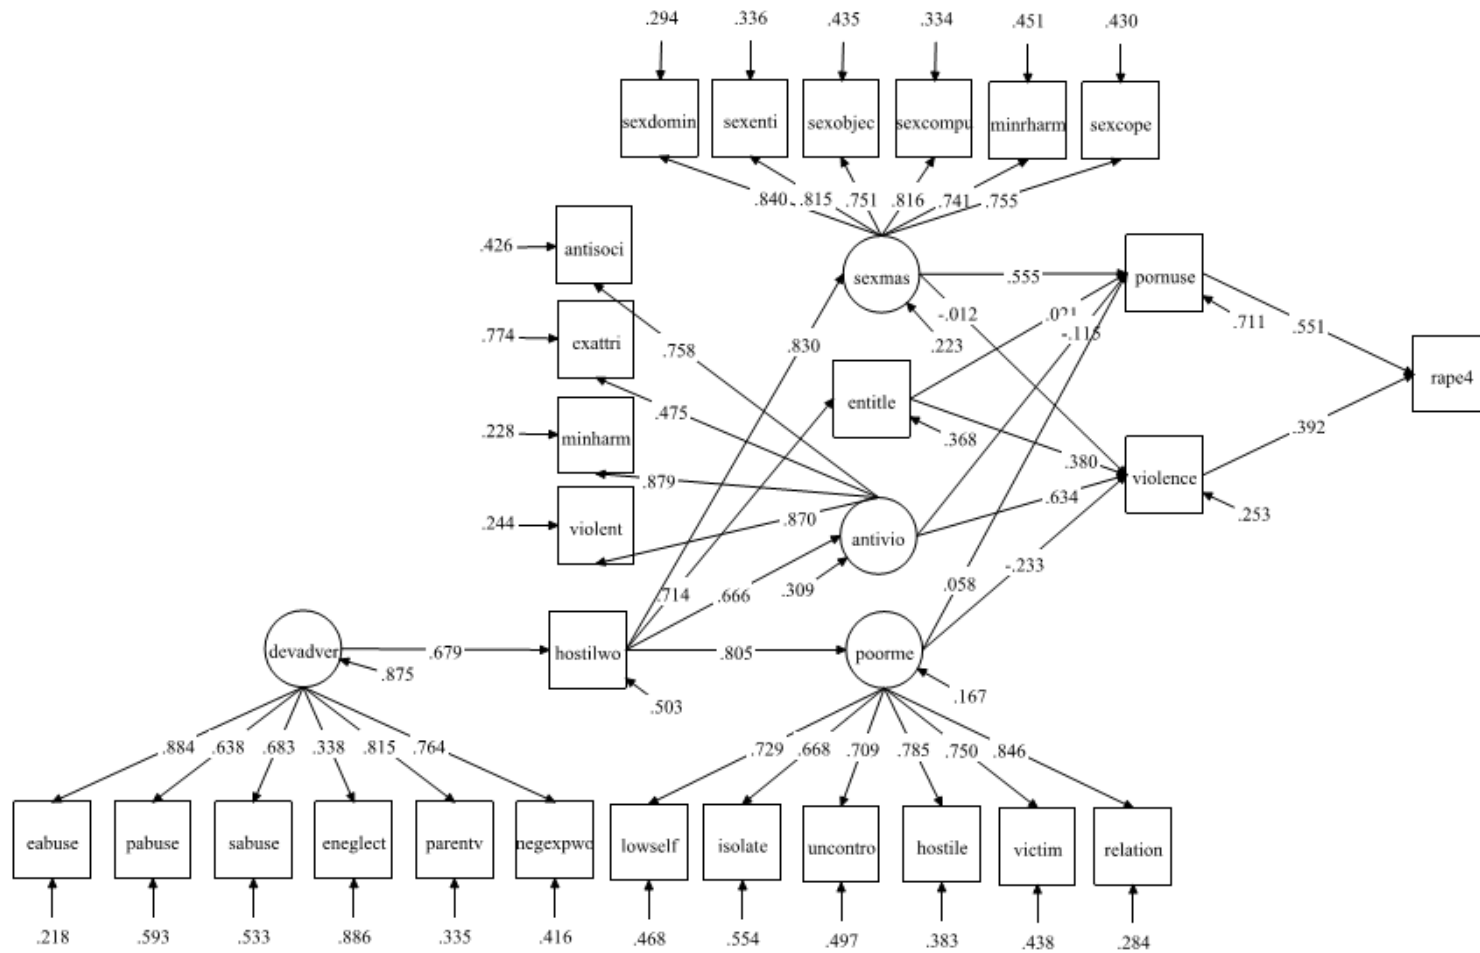 .294 .336 .435 .334 .451 .430
sexdomin sexenti sexobjec sexcompu minrharm sexcope
.840 .815 .751 .816 .741 .755
.426 antisoci
sexmas .555 pornuse
-.012 .021 .711 .551
.774 exattri .758 .830 .223 -.115
rape4
entitle
.475 .392
.228 minharm .368
.879 .380 violence
.634
.244 violent .870 antivio .253
-.233
.714 .666 .309 .058
devadver .679 hostilwo .805 poorme
.875 .503 .167
.884 .638 .683 .338 .815 .764 .729 .668 .709 .785 .750 .846
eabuse pabuse sabuse eneglect parentv negexpwo lowself isolate uncontro hostile victim relation
.218 .593 .533 .886 .335 .416 .468 .554 .497 .383 .438 .284